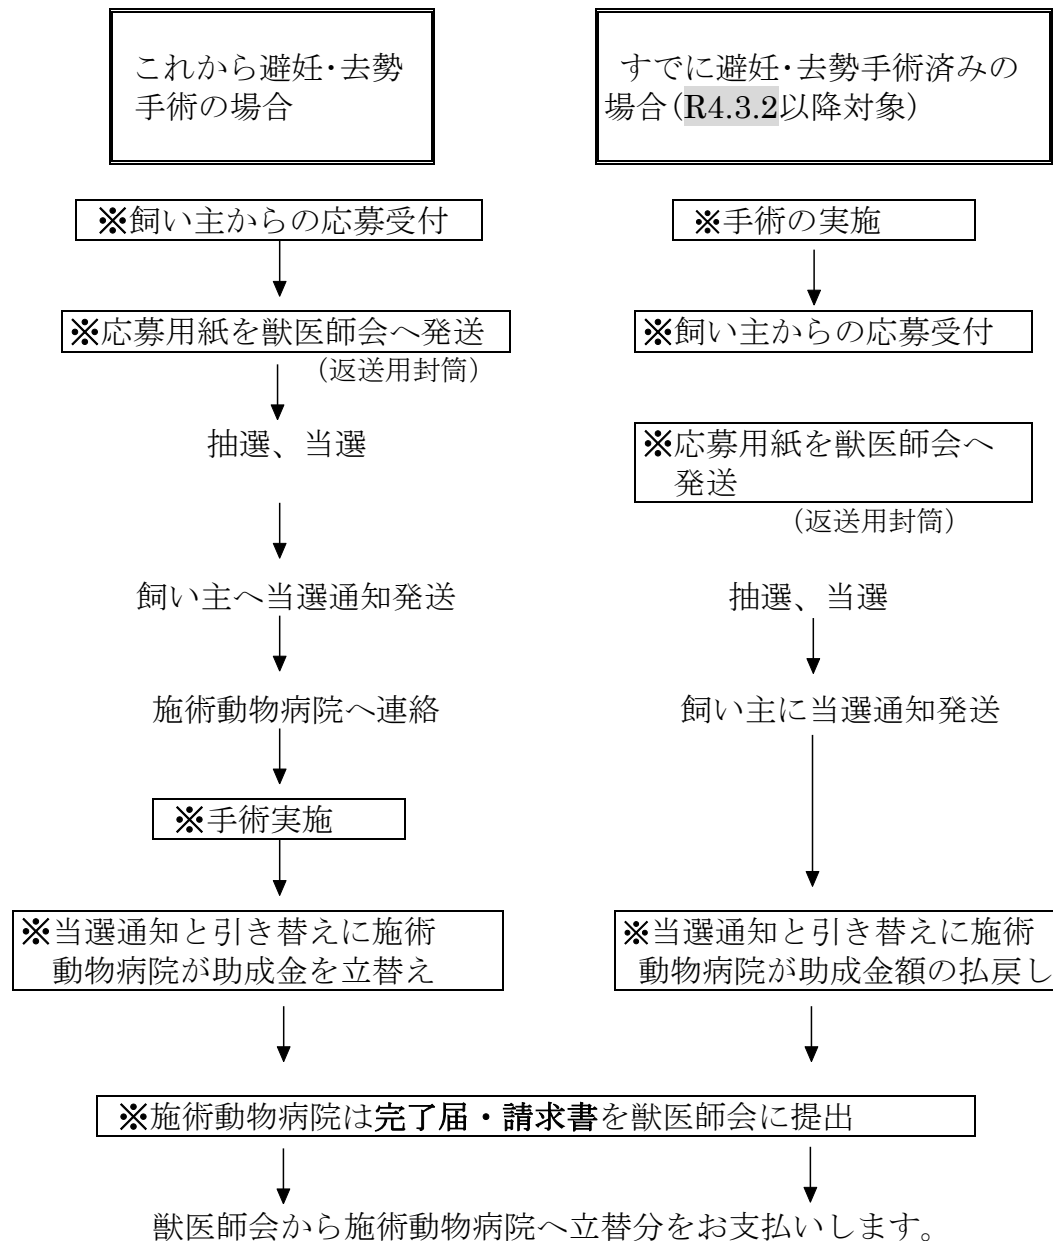 これから避妊･去勢
手術の場合
※飼い主からの応募受付
※応募用紙を獣医師会へ発送
（返送用封筒）
抽選、当選
飼い主へ当選通知発送
施術動物病院へ連絡
※手術実施
※当選通知と引き替えに施術
動物病院が助成金を立替え
すでに避妊･去勢手術済みの
場合（R4.3.2以降対象）
※手術の実施
※飼い主からの応募受付
※応募用紙を獣医師会へ
発送
（返送用封筒）
抽選、当選
飼い主に当選通知発送
※当選通知と引き替えに施術
動物病院が助成金額の払戻し
※施術動物病院は完了届・請求書を獣医師会に提出
獣医師会から施術動物病院へ立替分をお支払いします。